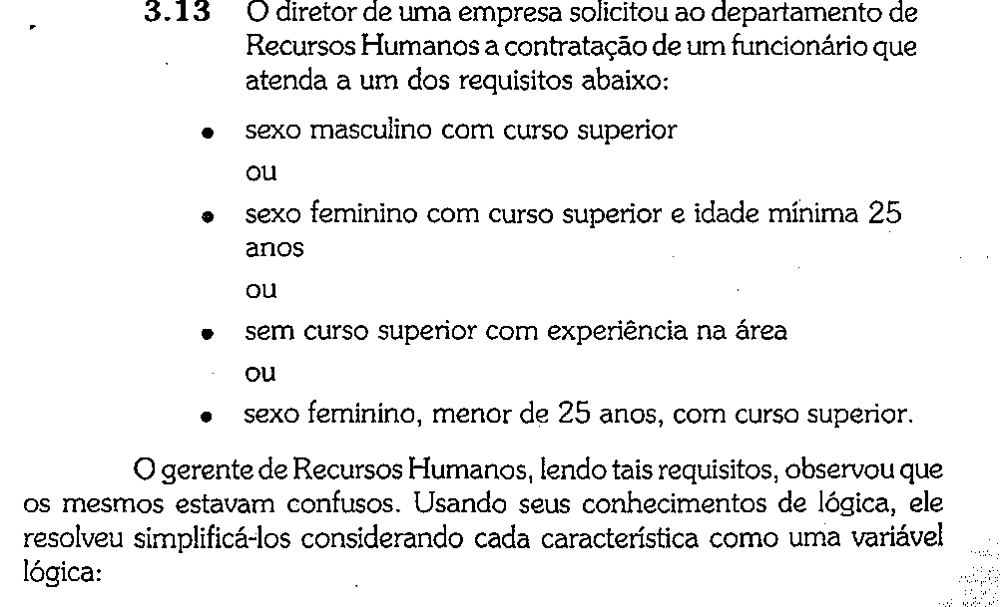 3.13 O diretor de uma empresa solicitou ao departamento de
Recursos Humanos a contratação de um funcionário que
atenda a um dos requisitos abaixo:
• sexo masculino com curso superior
ou
• sexo feminino com curso superior e idade mínima 25
anos
ou
• sem curso superior com experiência na área
ou
• sexo feminino, menor de 25 anos, com curso superior.
O gerente de Recursos Humanos, lendo tais requisitos, observou que
os mesmos estavam confusos. Usando seus conhecimentos de lógica, ele
resolveu simplificá-los considerando cada característica como uma variável
lógica: